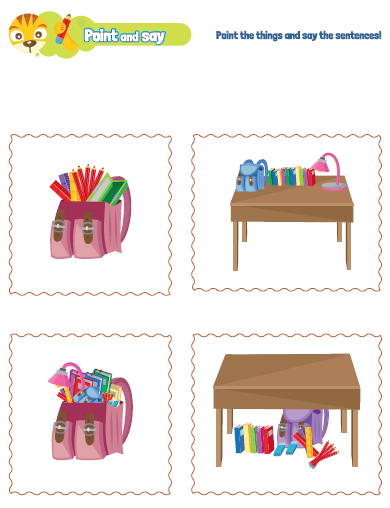 Point and say
Point the things and say the sentences!